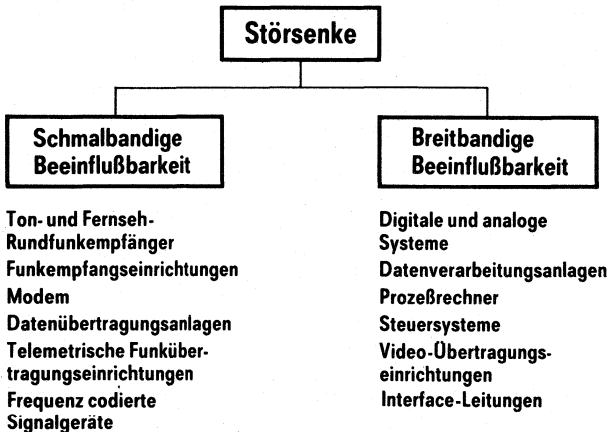 Störsenke
Schmalbandige
Beeinflußbarkeit
Ton- und Fernseh-
Rundfunkempfänger
Funkempfangseinrichtungen
Modem
Datenübertragungsanlagen
Telemetrische Funküber-
tragungseinrichtungen
Frequenz codierte
Signalgeräte
Breitbandige
Beeinflußbarkeit
Digitale und analoge
Systeme
Datenverarbeitungsanlagen
Prozeßrechner
Steuersysteme
Video-Übertragungs-
einrichtungen
Interface-Leitungen